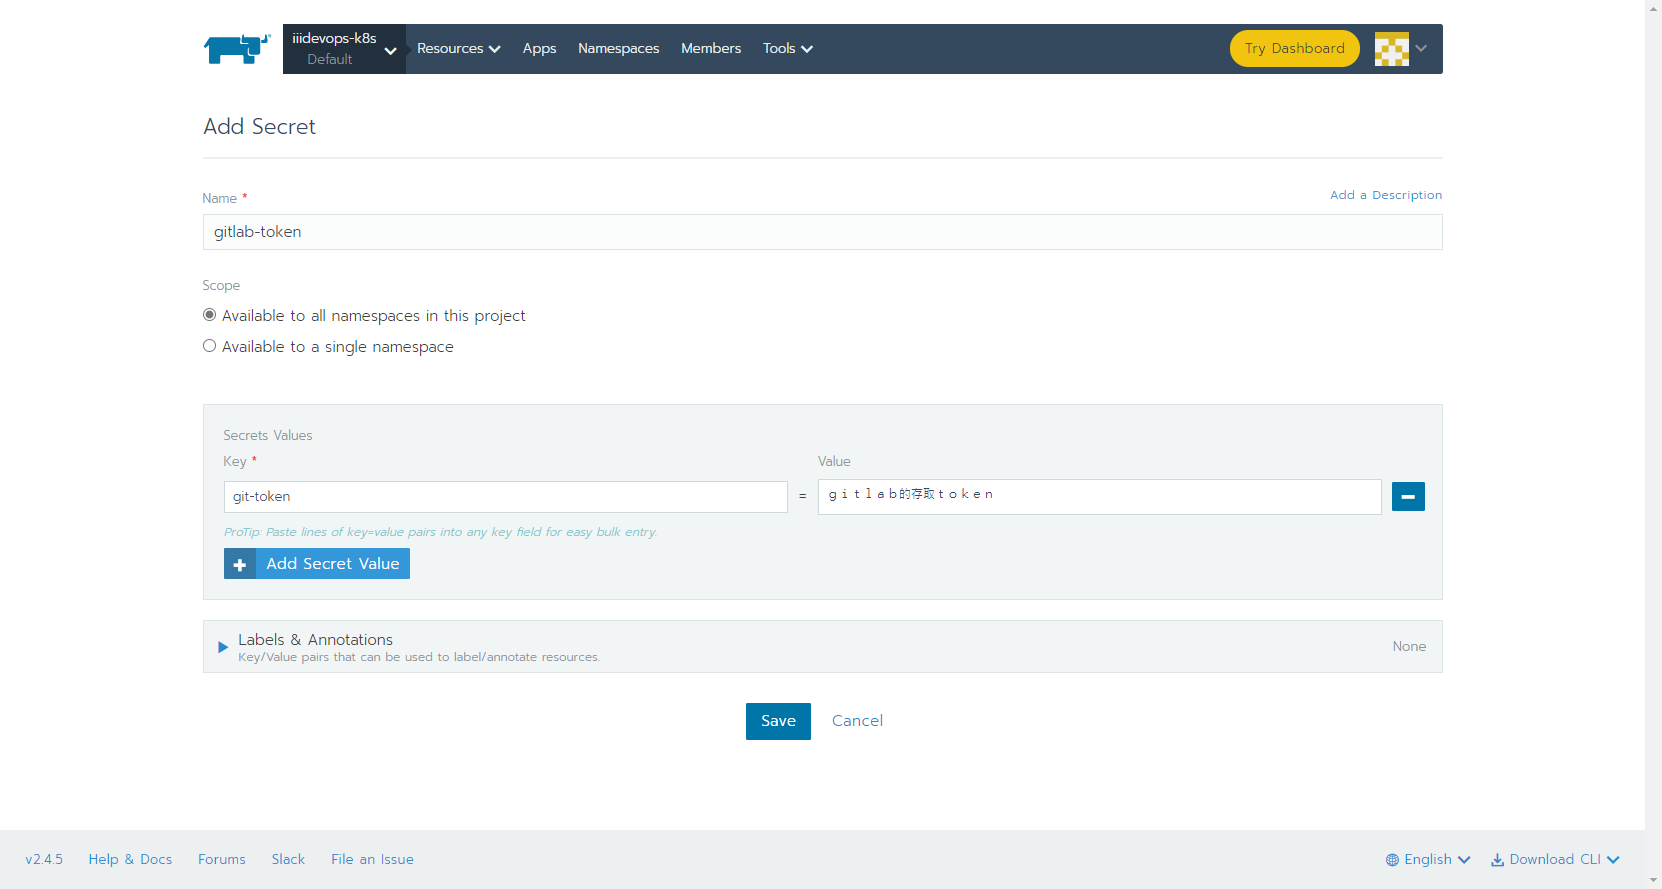 iiidevops-k8s
Default
Resources
Apps
Namespaces
Members
Tools
Try Dashboard
Add Secret
Name *
Add a Description
gitlab-token
Scope
Available to all namespaces in this project
Available to a single namespace
Secrets Values
Key *
Value
git-token
=
ｇｉｔｌａｂ的存取ｔｏｋｅｎ
ProTip: Paste lines of key=value pairs into any key field for easy bulk entry.
Add Secret Value
Labels & Annotations
None
Key/Value pairs that can be used to label/annotate resources.
Save
Cancel
v2.4.5
Help & Docs
Forums
Slack
File an Issue
English
Download CLI